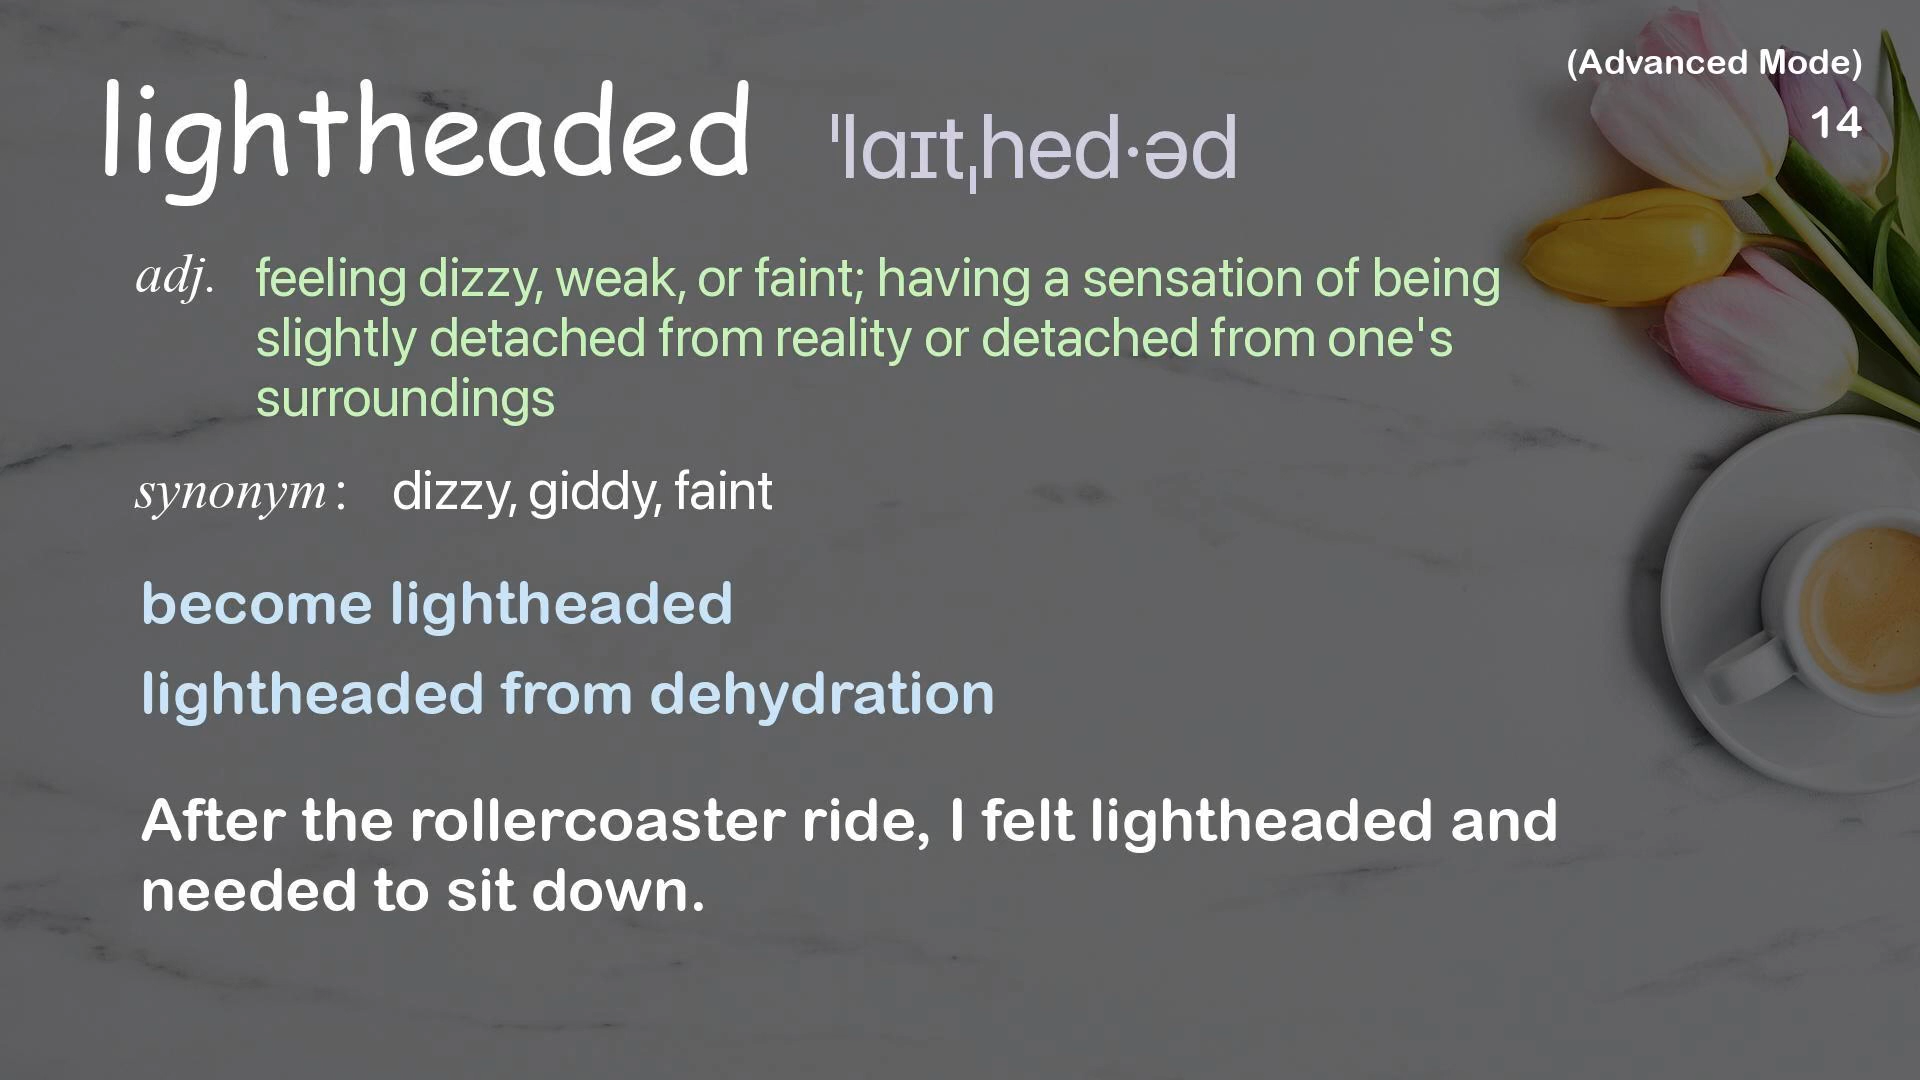 (Advanced Mode)
14
lightheaded ˈlaɪtˌhed·əd
adj. feeling dizzy, weak, or faint; having a sensation of being
slightly detached from reality or detached from one's
surroundings
synonym: dizzy, giddy, faint
become lightheaded
lightheaded from dehydration
After the rollercoaster ride, I felt lightheaded and
needed to sit down.